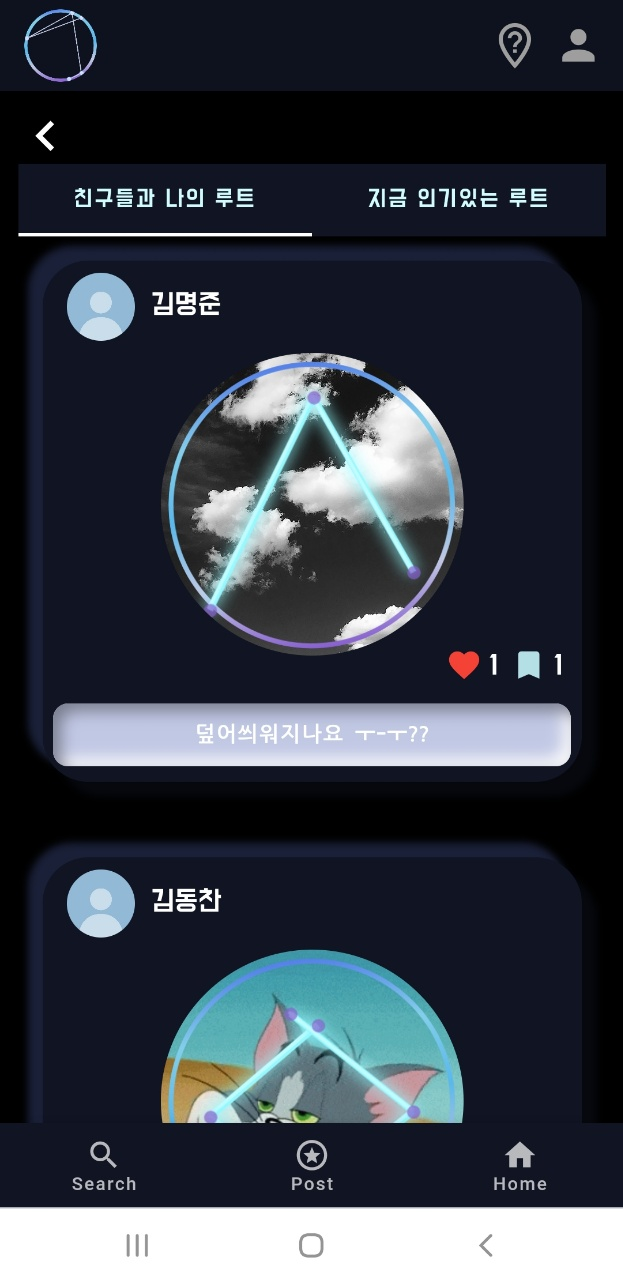 친구들과 나의 루트
지금 인기있는 루트
김명준
1 1
덮어씌워지나요 ㅜ-ㅜ??
김동찬
Search
Post
Home